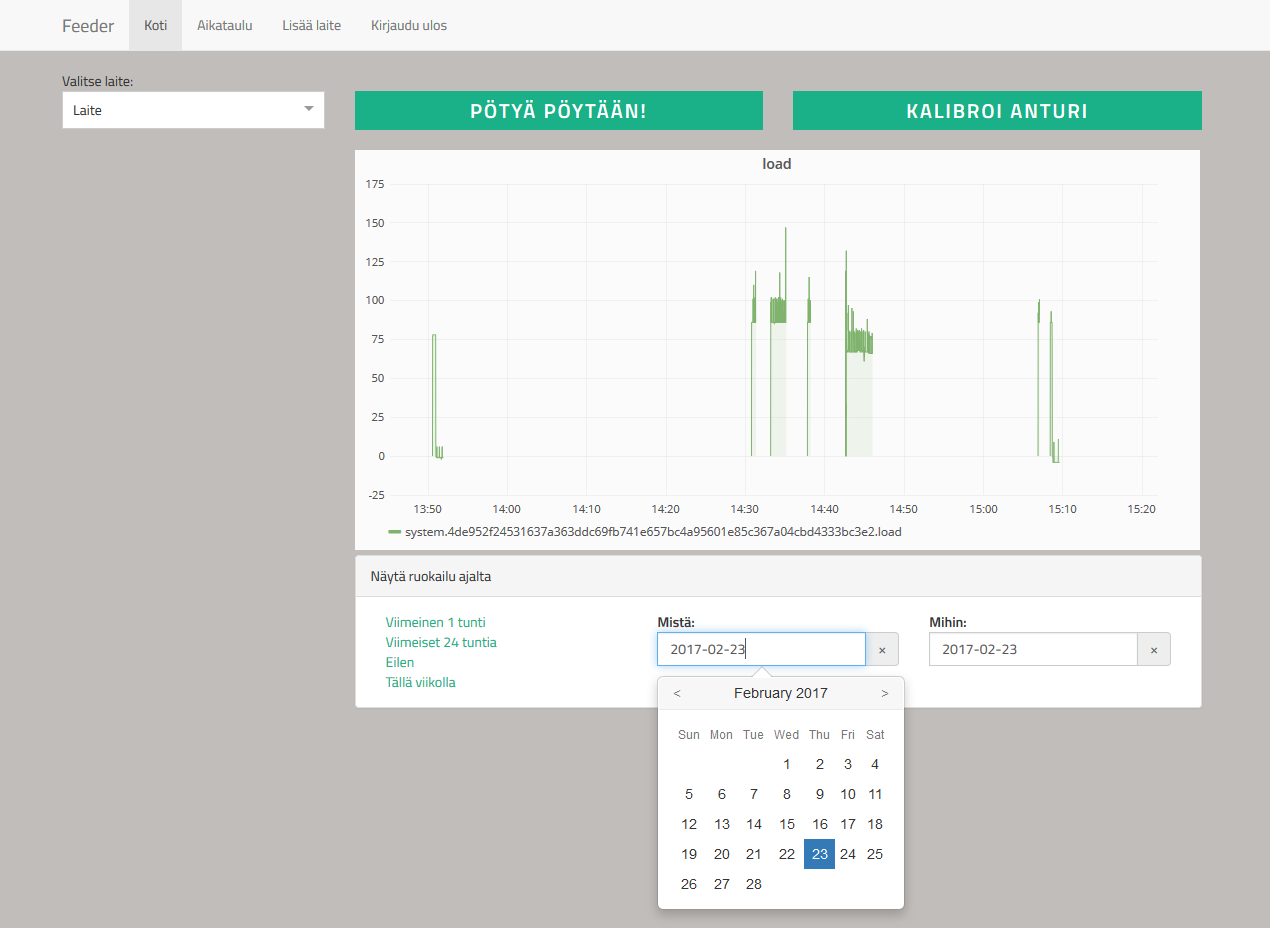 Feeder Koti Aikataulu Lisää laite Kirjaudu ulos
Valitse laite:
Laite
PÖTYÄ PÖYTÄÄN! KALIBROI ANTURI
load
175
150
125
100
75
50
25
0
-25
13:50 14:00 14:10 14:20 14:30 14:40 14:50 15:00 15:10 15:20
system.4de952f24531637a363ddc69fb741e657bc4a95601e85c367a04cbd4333bc3e2.load
Näytä ruokailu ajalta
Viimeinen 1 tunti
Viimeiset 24 tuntia
Eilen
Tällä viikolla
Mistä:
2017-02-23 ×
Mihin:
2017-02-23 ×
< February 2017 >
Sun Mon Tue Wed Thu Fri Sat
1 2 3 4
5 6 7 8 9 10 11
12 13 14 15 16 17 18
19 20 21 22 23 24 25
26 27 28